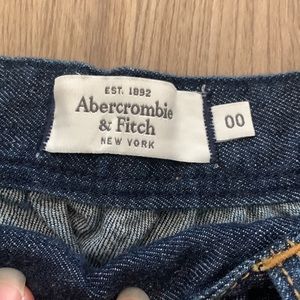 EST. 1892
Abercrombie
& Fitch
NEW YORK
00